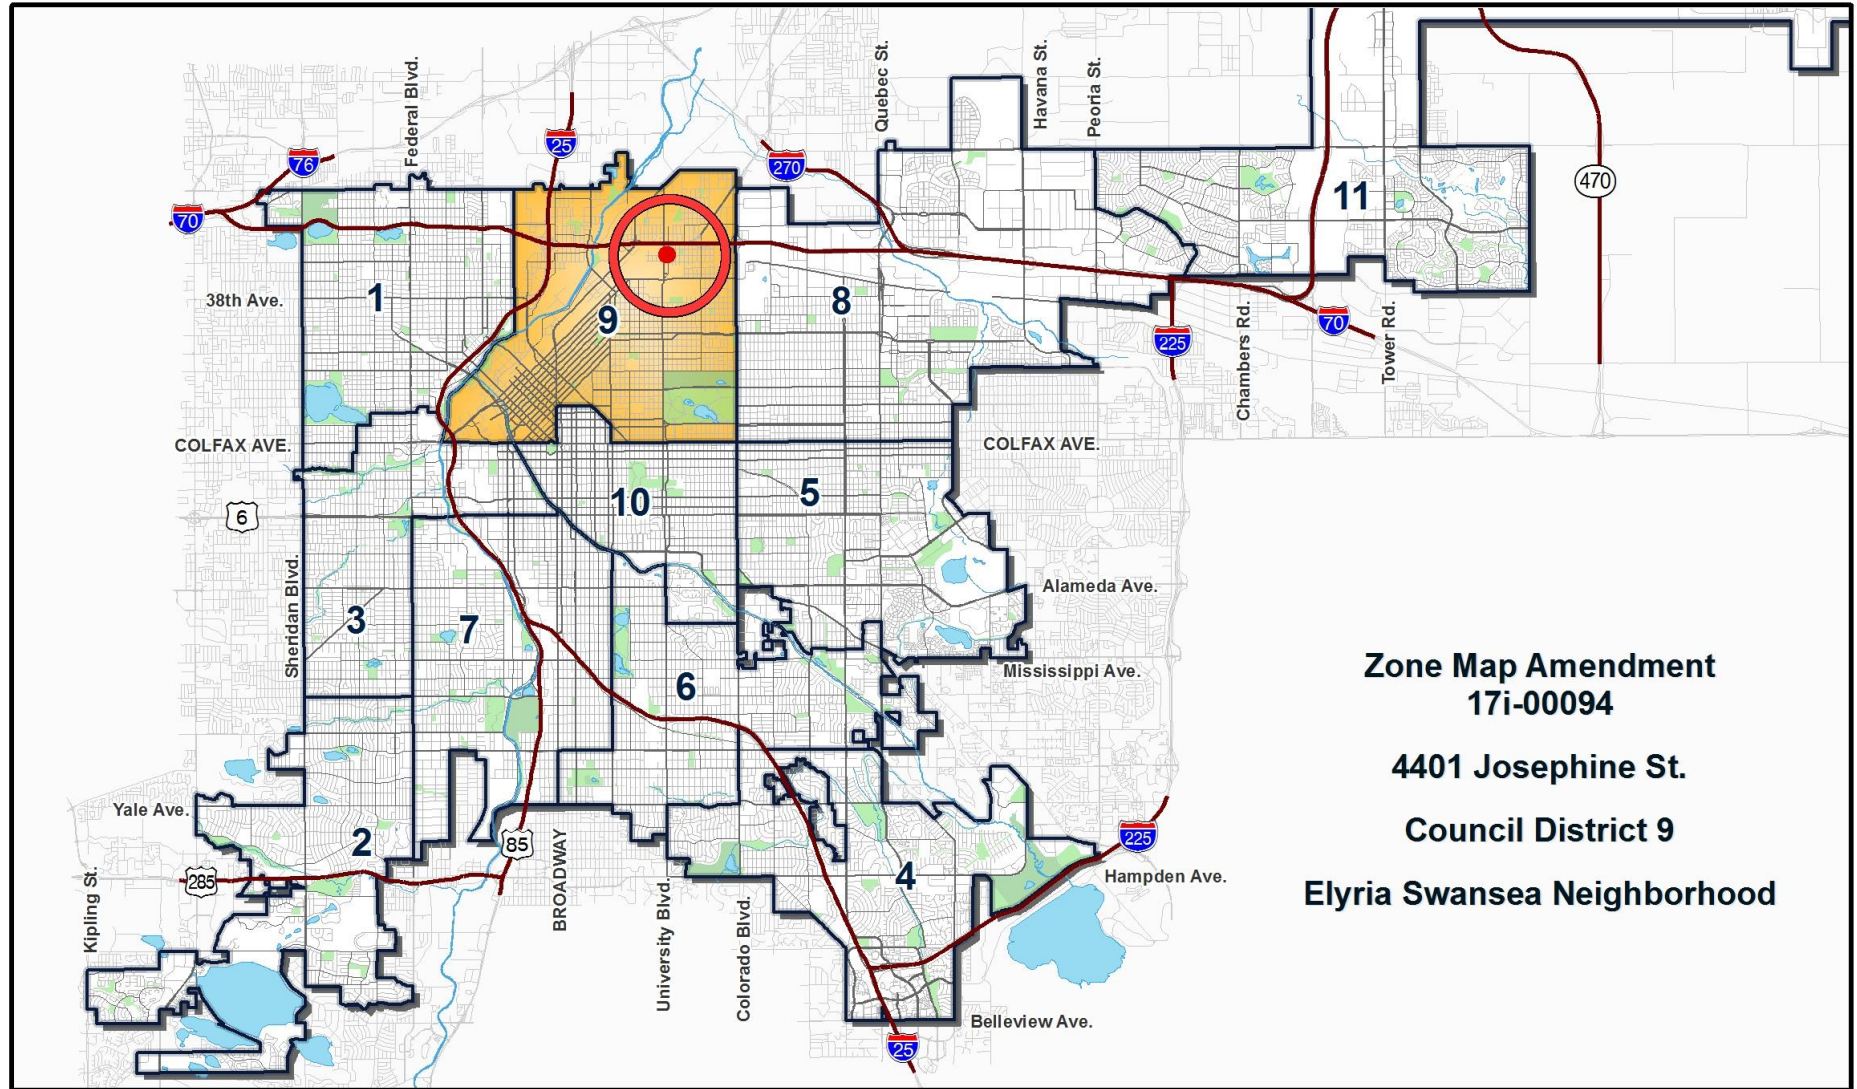 Federal Blvd.
Quebec St.
Havana St.
Peoria St.
25
76
270
70
470
11
1
38th Ave.
9
8
225
Chambers Rd.
70
Tower Rd.
COLFAX AVE.
COLFAX AVE.
6
10
5
Sheridan Blvd.
3
7
Alameda Ave.
Mississippi Ave.
6
Zone Map Amendment
17i-00094
4401 Josephine St.
Council District 9
Elyria Swansea Neighborhood
Yale Ave.
2
85
BROADWAY
225
285
Kipling St.
University Blvd.
Colorado Blvd.
4
Hampden Ave.
Belleview Ave.
25